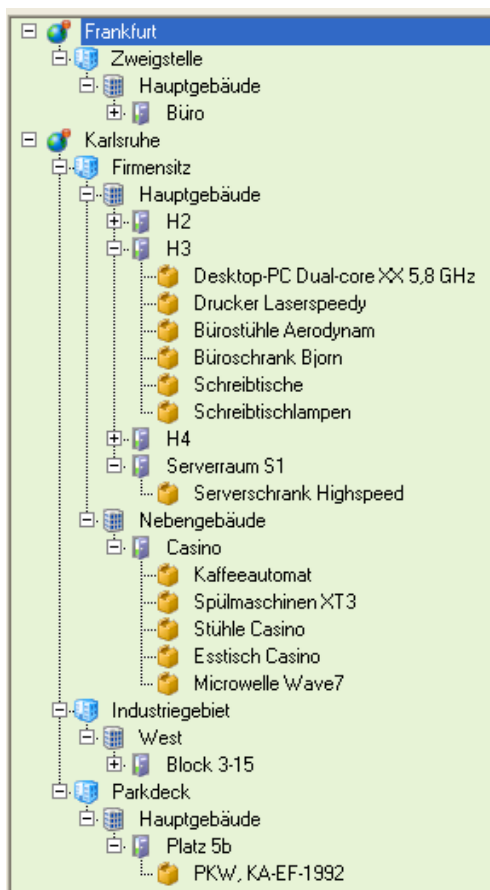 Frankfurt
Zweigstelle
Hauptgebäude
Büro
Karlsruhe
Firmensitz
Hauptgebäude
H2
H3
Desktop-PC Dual-core XX 5,8 GHz
Drucker Laserspeedy
Bürostühle Aerodynam
Büroschrank Bjorn
Schreibtische
Schreibtischlampen
H4
Serverraum S1
Serverschrank Highspeed
Nebengebäude
Casino
Kaffeeautomat
Spülmaschinen XT3
Stühle Casino
Esstisch Casino
Microwelle Wave7
Industriegebiet
West
Block 3-15
Parkdeck
Hauptgebäude
Platz 5b
PKW, KA-EF-1992